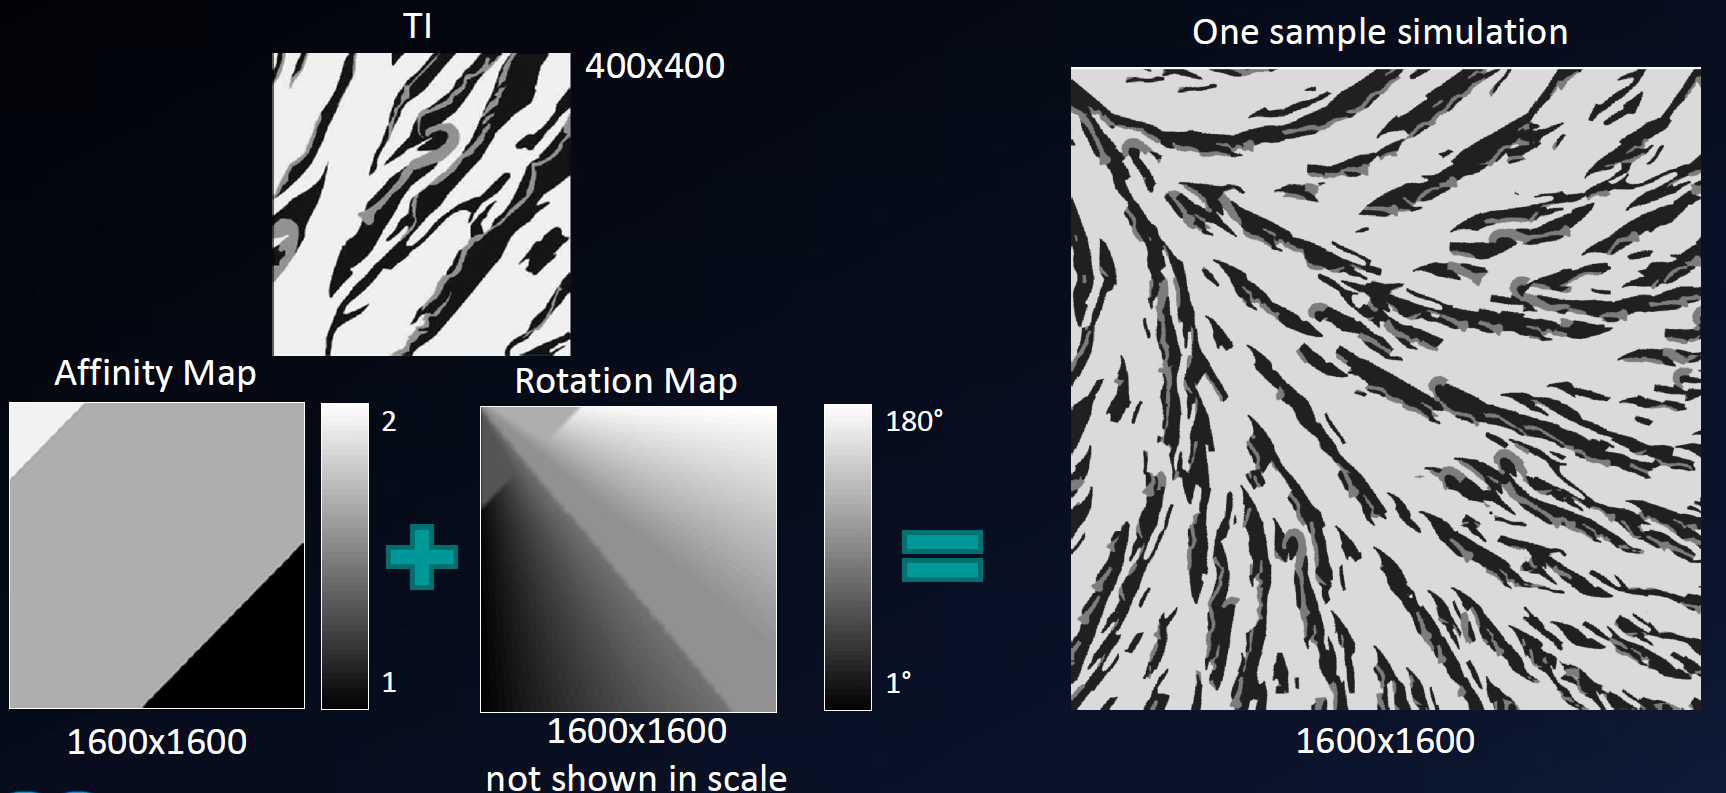 TI
400x400
One sample simulation
Affinity Map
2
1
1600x1600
Rotation Map
180°
1°
1600x1600
not shown in scale
1600x1600